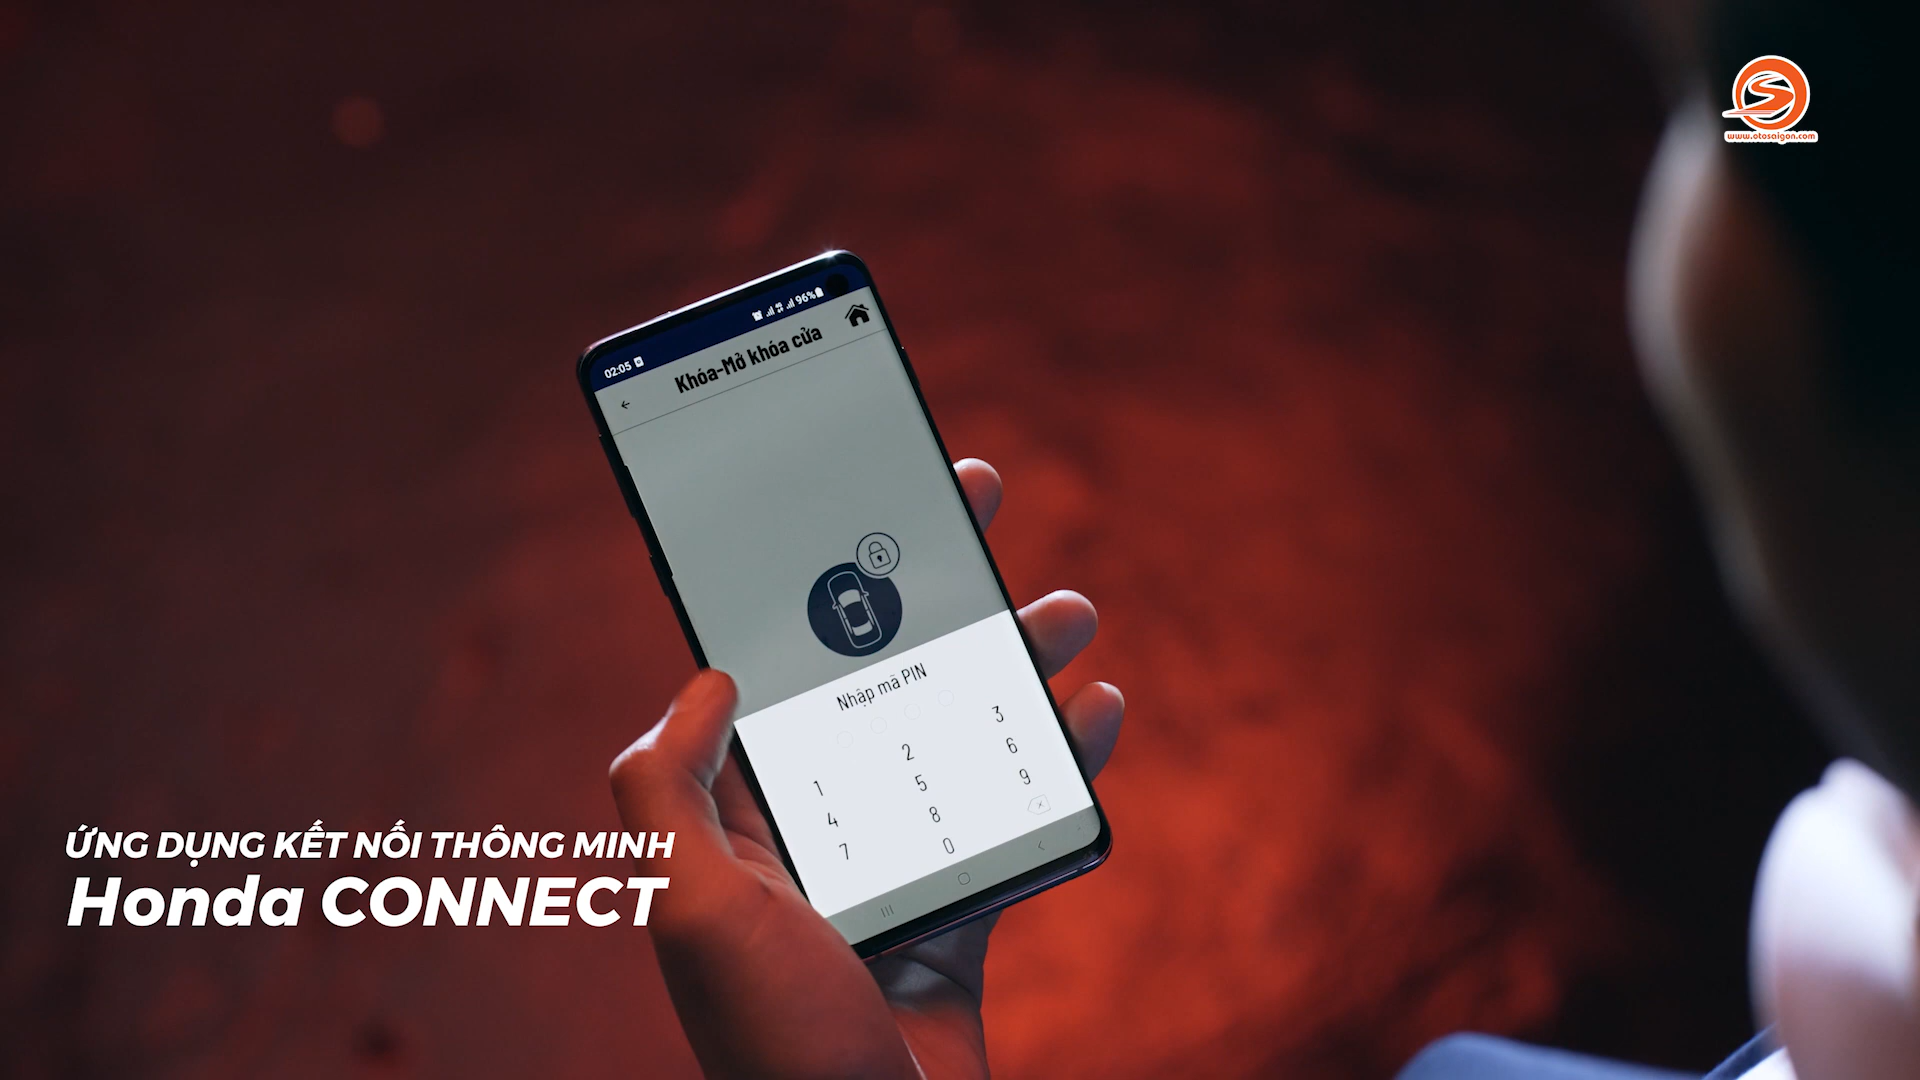 www.otosaigon.com
02:05
4G
96%
Khóa-Mở khóa cửa
Nhập mã PIN
1 2 3
4 5 6
7 8 9
0
ỨNG DỤNG KẾT NỐI THÔNG MINH
Honda CONNECT